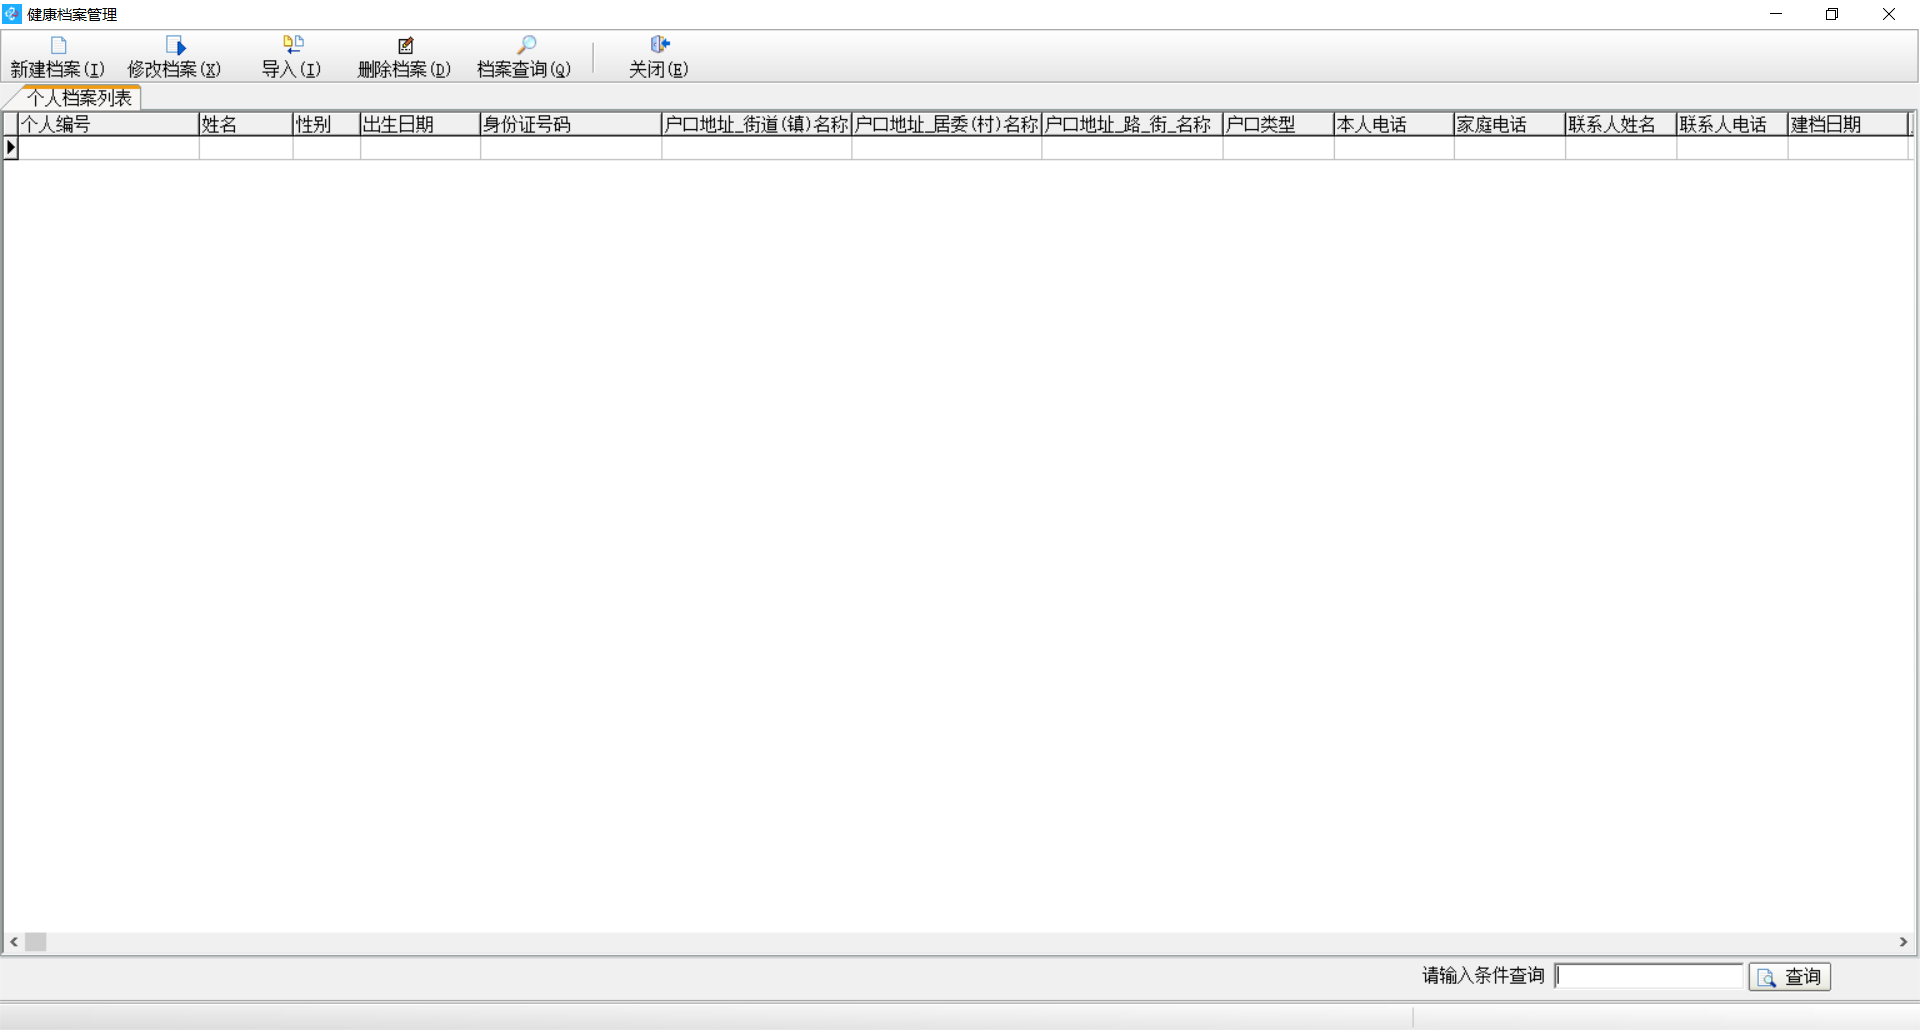 健康档案管理
新建档案(I) 修改档案(X) 导入(I) 删除档案(D) 档案查询(Q) 关闭(E)
个人档案列表
个人编号 姓名 性别 出生日期 身份证号码 户口地址_街道(镇)名称 户口地址_居委(村)名称 户口地址_路_街_名称 户口类型 本人电话 家庭电话 联系人姓名 联系人电话 建档日期
请输入条件查询 查询